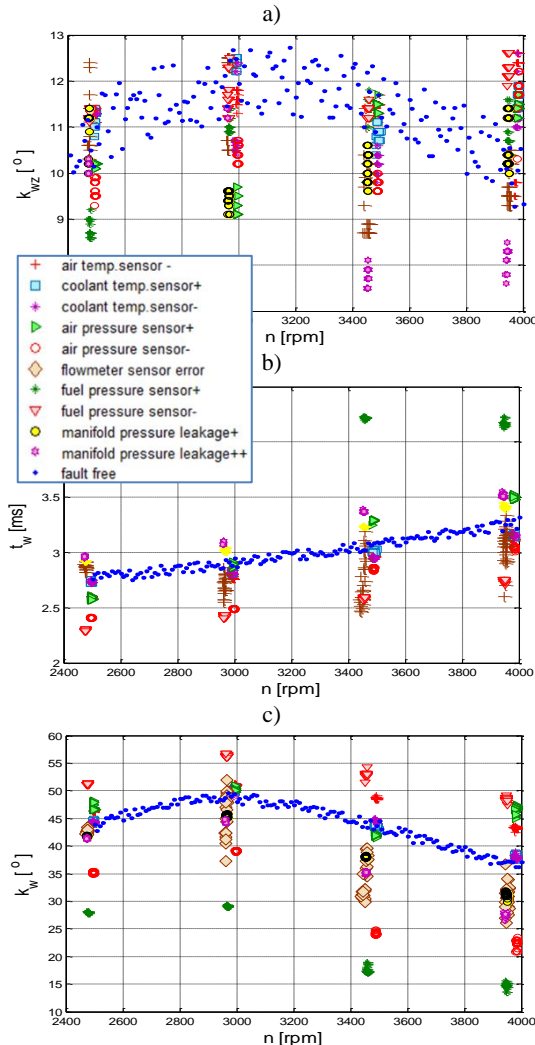 a)
13
12
11
10
9
k_wz [°]
3200 3400 3600 3800 4000
n [rpm]
air temp.sensor -
coolant temp.sensor+
coolant temp.sensor-
air pressure sensor+
air pressure sensor-
flowmeter sensor error
fuel pressure sensor+
fuel pressure sensor-
manifold pressure leakage+
manifold pressure leakage++
fault free
b)
3.5
3
2.5
2
t_w [ms]
2400 2600 2800 3000 3200 3400 3600 3800 4000
n [rpm]
c)
60
55
50
45
40
35
30
25
20
15
10
k_w [°]
2400 2600 2800 3000 3200 3400 3600 3800 4000
n [rpm]